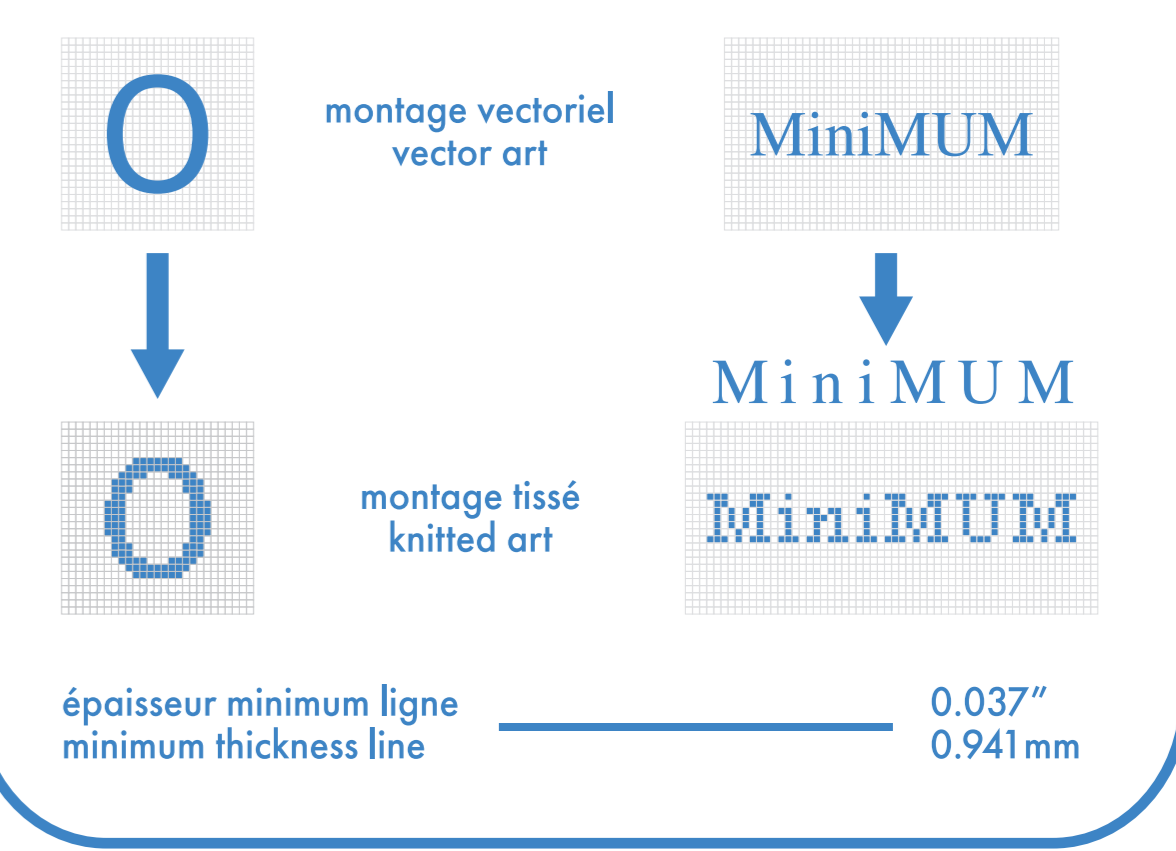 O
montage vectoriel
vector art
MiniMUM
MiniMUM
O
montage tissé
knitted art
MiniMUM
épaisseur minimum ligne
minimum thickness line
0.037”
0.941mm